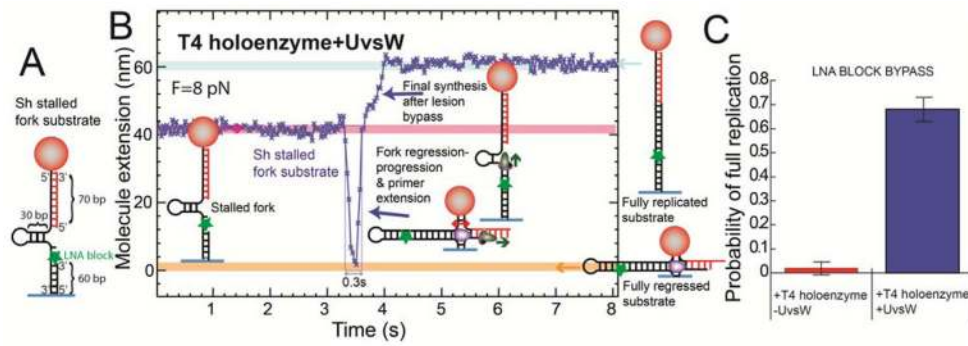 A
Sh stalled
fork substrate
5'
3'
70 bp
30 bp
5'
LNA block
3'
60 bp
3'
5'
B
T4 holoenzyme+UvsW
F=8 pN
Molecule extension (nm)
60
40
20
0
Final synthesis
after lesion
bypass
Sh stalled
fork substrate
Fork regression-
progression
& primer
extension
Stalled fork
0.3s
1
2
3
4
5
6
7
8
Time (s)
Fully replicated
substrate
Fully regressed
substrate
C
LNA BLOCK BYPASS
Probability of full replication
0.8
0.7
0.6
0.5
0.4
0.3
0.2
0.1
0
+T4 holoenzyme
-UvsW
+T4 holoenzyme
+UvsW